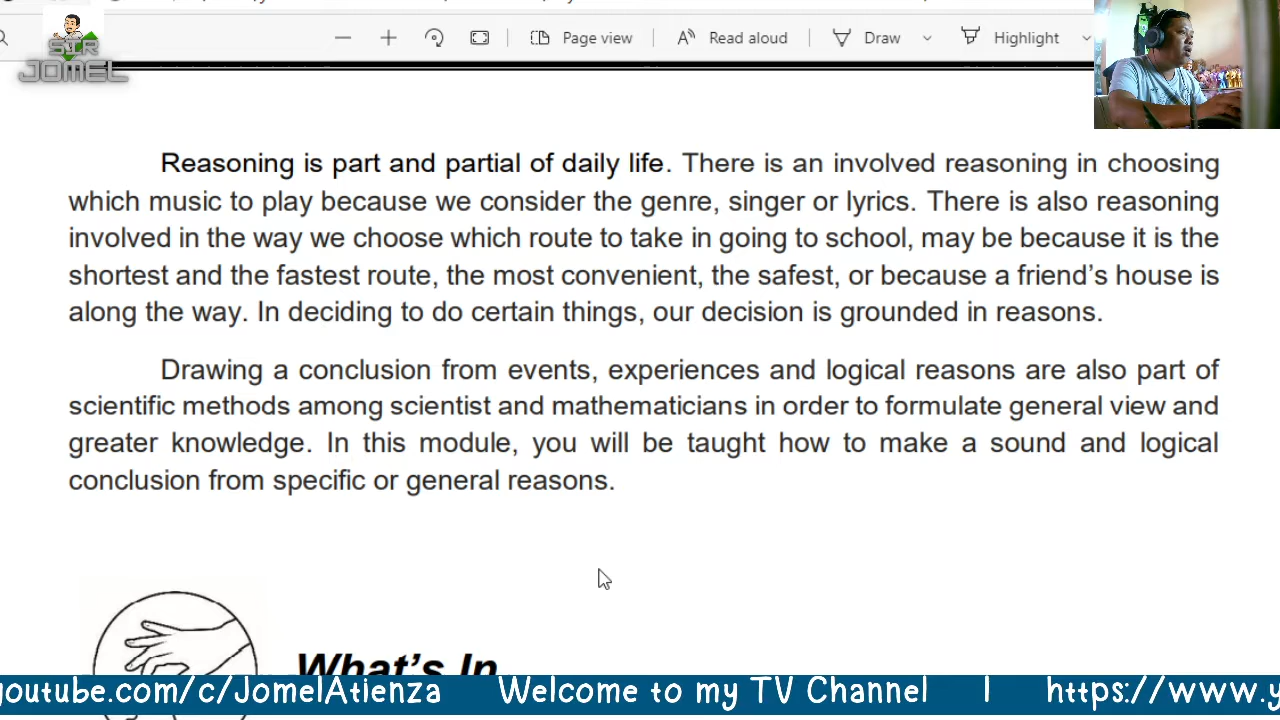 Page view
Read aloud
Draw
Highlight
SIR
JOMEL
Reasoning is part and partial of daily life. There is an involved reasoning in choosing
which music to play because we consider the genre, singer or lyrics. There is also reasoning
involved in the way we choose which route to take in going to school, may be because it is the
shortest and the fastest route, the most convenient, the safest, or because a friend's house is
along the way. In deciding to do certain things, our decision is grounded in reasons.
Drawing a conclusion from events, experiences and logical reasons are also part of
scientific methods among scientist and mathematicians in order to formulate general view and
greater knowledge. In this module, you will be taught how to make a sound and logical
conclusion from specific or general reasons.
What's In
youtube.com/c/JomelAtienza Welcome to my TV Channel | https://www.y